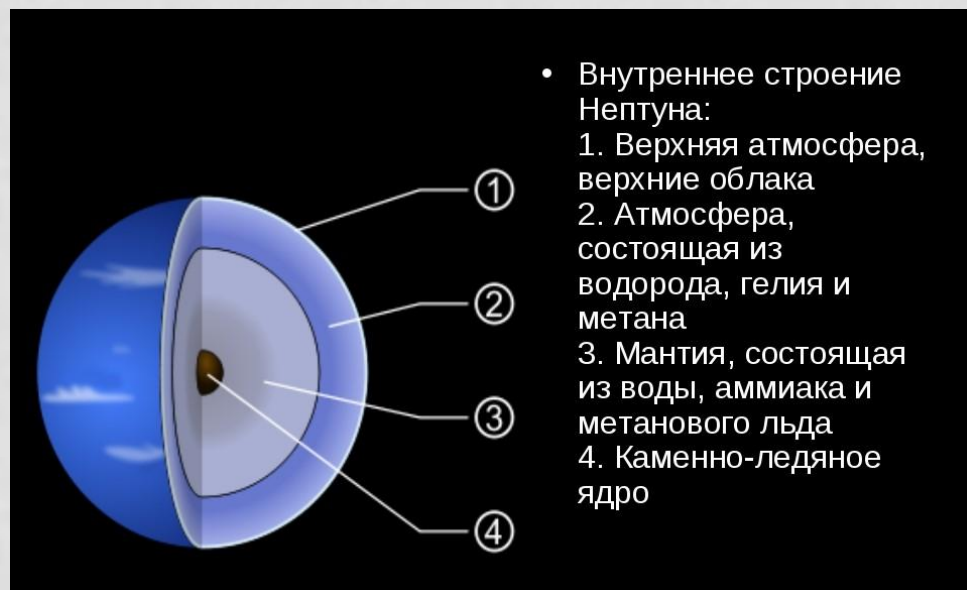 • Внутреннее строение
Нептуна:
1. Верхняя атмосфера,
верхние облака
2. Атмосфера,
состоящая из
водорода, гелия и
метана
3. Мантия, состоящая
из воды, аммиака и
метанового льда
4. Каменно-ледяное
ядро
1
2
3
4